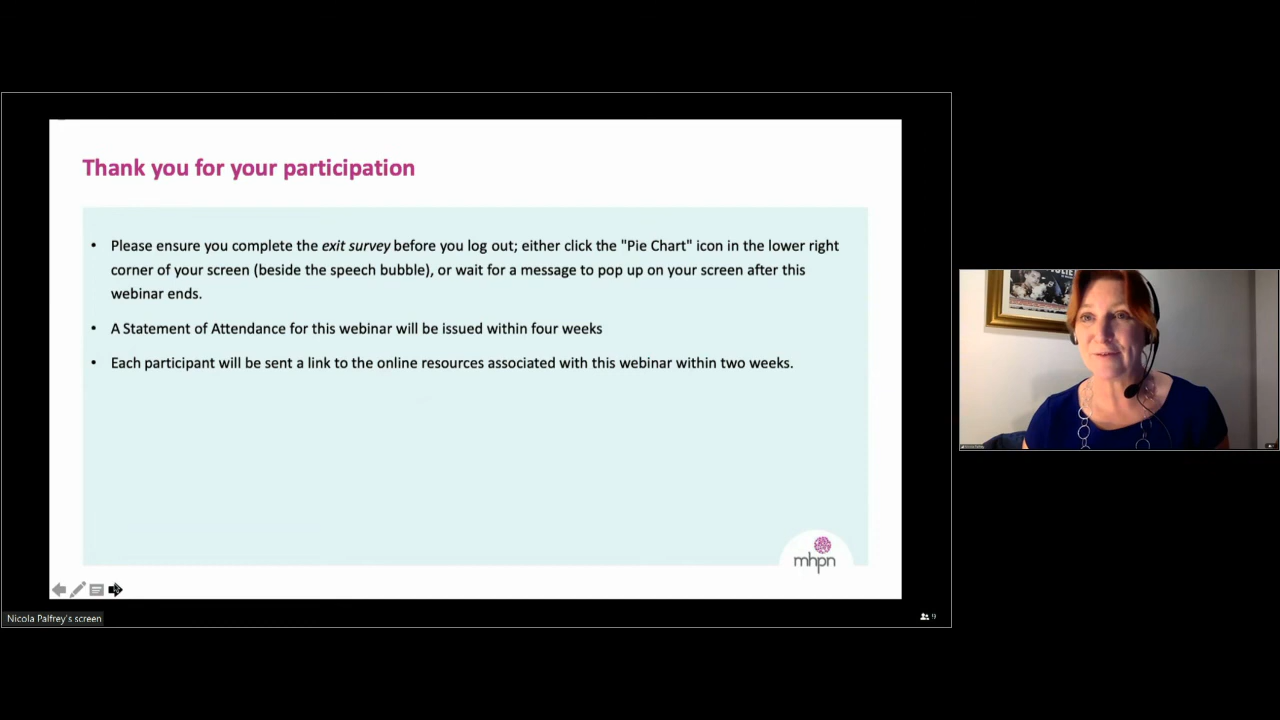 Thank you for your participation
• Please ensure you complete the exit survey before you log out; either click the "Pie Chart" icon in the lower right
corner of your screen (beside the speech bubble), or wait for a message to pop up on your screen after this
webinar ends.
• A Statement of Attendance for this webinar will be issued within four weeks
• Each participant will be sent a link to the online resources associated with this webinar within two weeks.
mhpn
Nicola Palfrey's screen
9